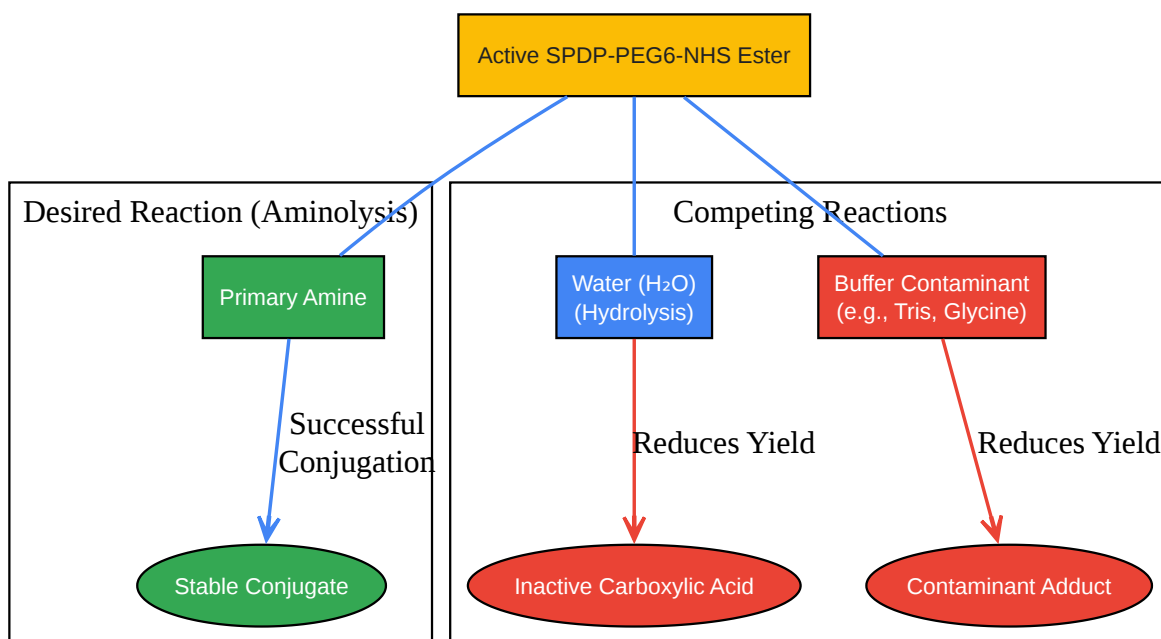 Active SPDP-PEG6-NHS Ester
Desired Reaction (Aminolysis)
Competing Reactions
Primary Amine
Water (H₂O)
(Hydrolysis)
Buffer Contaminant
(e.g., Tris, Glycine)
Successful
Conjugation
Reduces Yield
Reduces Yield
Stable Conjugate
Inactive Carboxylic Acid
Contaminant Adduct